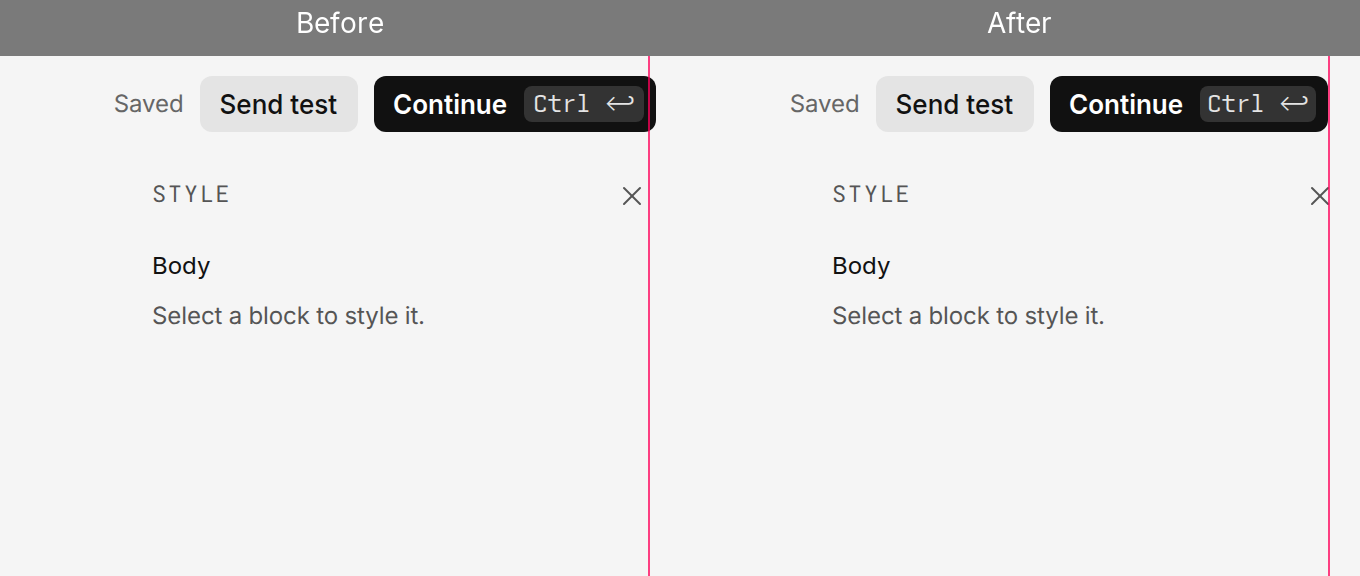 Before
After
Saved Send test Continue Ctrl ↩
Saved Send test Continue Ctrl ↩
STYLE
STYLE
Body
Body
Select a block to style it.
Select a block to style it.